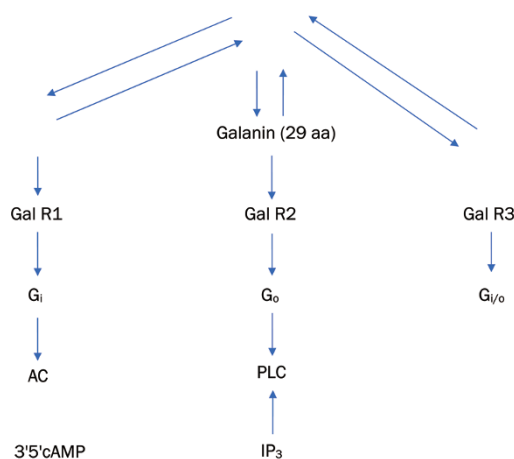 Galanin (29 aa)
Gal R1 Gal R2 Gal R3
Gᵢ Gₒ Gᵢ/ₒ
AC PLC
3'5'cAMP IP₃